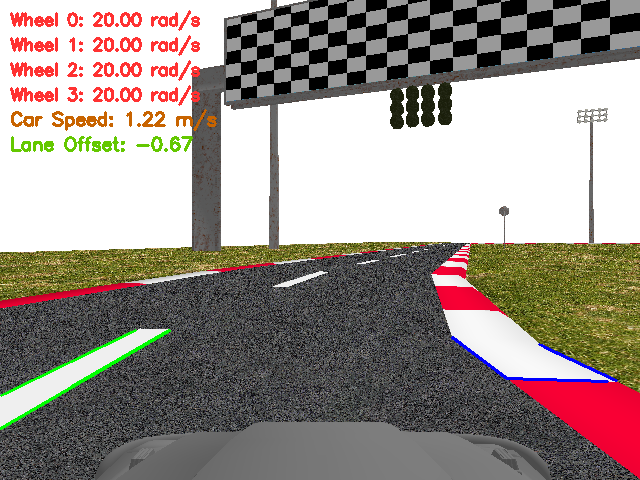 Wheel 0: 20.00 rad/s
Wheel 1: 20.00 rad/s
Wheel 2: 20.00 rad/s
Wheel 3: 20.00 rad/s
Car Speed: 1.22 m/s
Lane Offset: -0.67